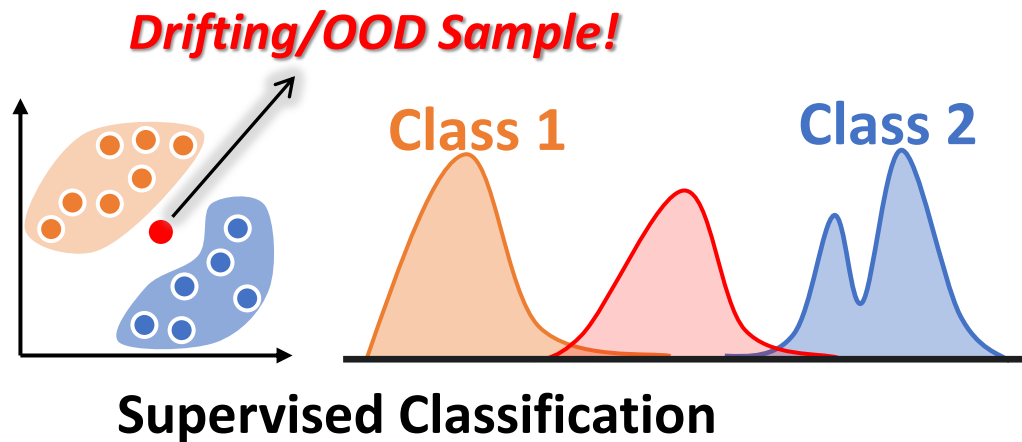 Drifting/OOD Sample!
Class 1
Class 2
Supervised Classification